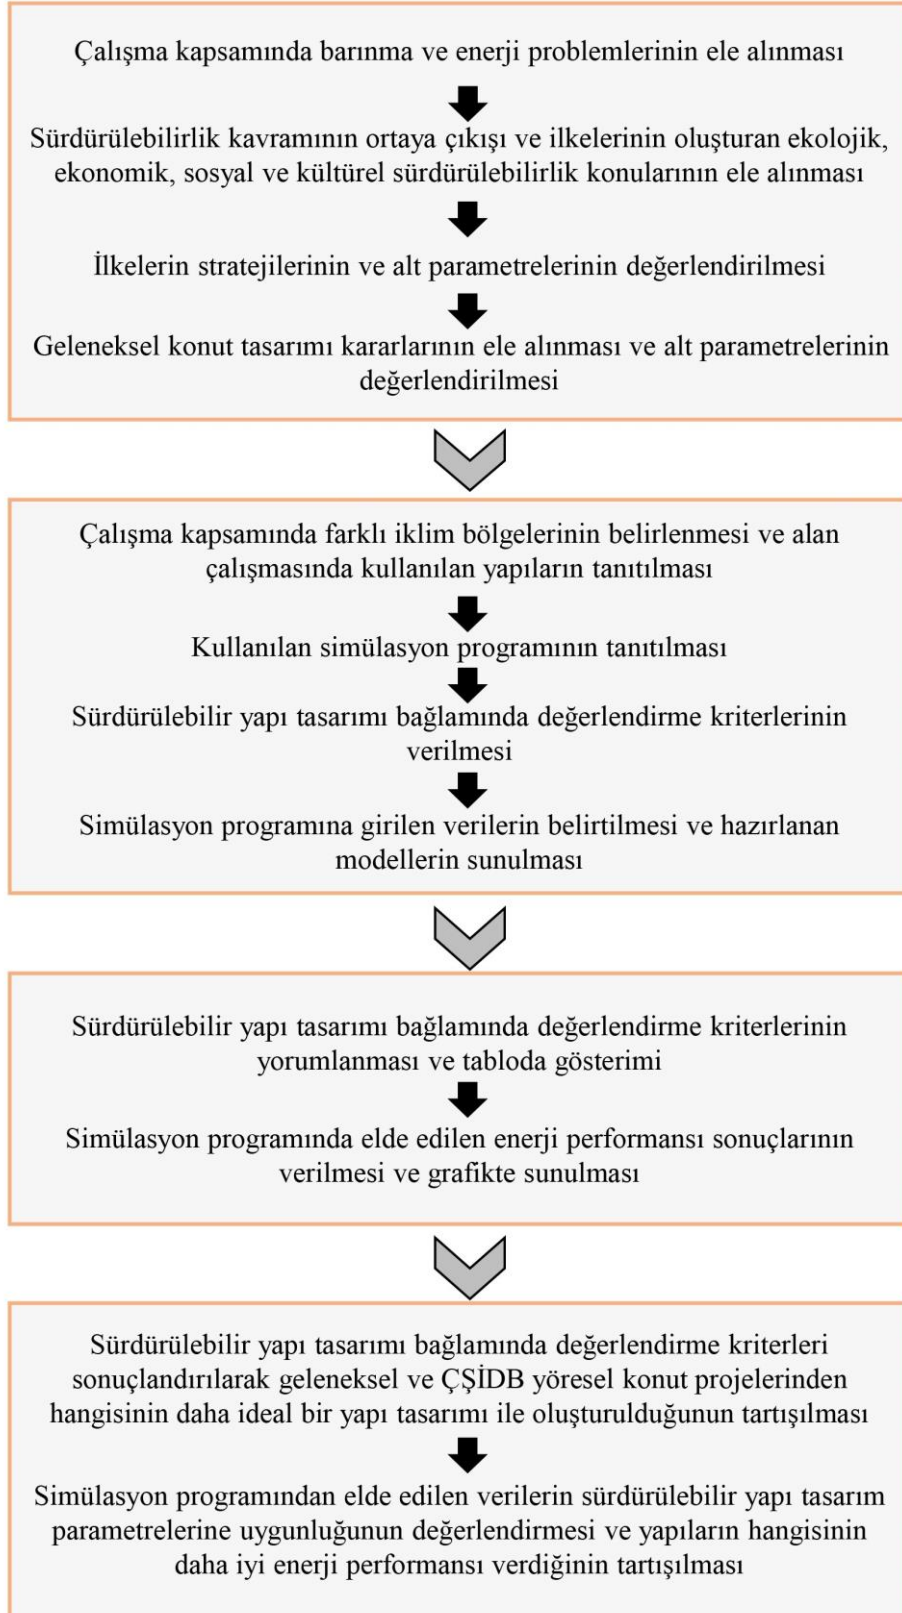 Çalışma kapsamında barınma ve enerji problemlerinin ele alınması
Sürdürülebilirlik kavramının ortaya çıkışı ve ilkelerinin oluşturan ekolojik,
ekonomik, sosyal ve kültürel sürdürülebilirlik konularının ele alınması
İlkelerin stratejilerinin ve alt parametrelerinin değerlendirilmesi
Geleneksel konut tasarımı kararlarının ele alınması ve alt parametrelerinin
değerlendirilmesi
Çalışma kapsamında farklı iklim bölgelerinin belirlenmesi ve alan
çalışmasında kullanılan yapıların tanıtılması
Kullanılan simülasyon programının tanıtılması
Sürdürülebilir yapı tasarımı bağlamında değerlendirme kriterlerinin
verilmesi
Simülasyon programına girilen verilerin belirtilmesi ve hazırlanan
modellerin sunulması
Sürdürülebilir yapı tasarımı bağlamında değerlendirme kriterlerinin
yorumlanması ve tabloda gösterimi
Simülasyon programında elde edilen enerji performansı sonuçlarının
verilmesi ve grafikte sunulması
Sürdürülebilir yapı tasarımı bağlamında değerlendirme kriterleri
sonuçlandırılarak geleneksel ve ÇŞİDB yöresel konut projelerinden
hangisinin daha ideal bir yapı tasarımı ile oluşturulduğunun tartışılması
Simülasyon programından elde edilen verilerin sürdürülebilir yapı tasarım
parametrelerine uygunluğunun değerlendirmesi ve yapıların hangisinin
daha iyi enerji performansı verdiğinin tartışılması